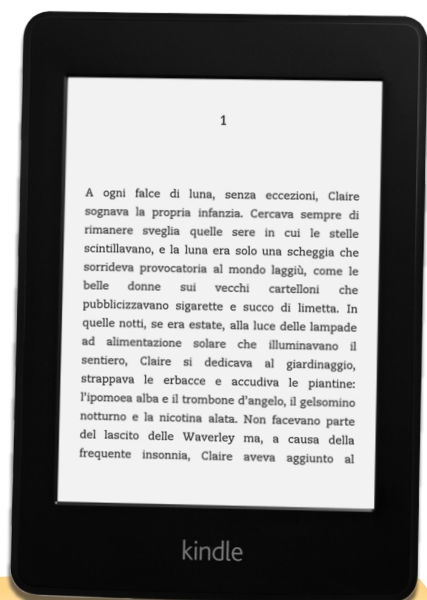 1
A ogni falce di luna, senza eccezioni, Claire
sognava la propria infanzia. Cercava sempre di
rimanere sveglia quelle sere in cui le stelle
scintillavano, e la luna era solo una scheggia che
sorrideva provocatoria al mondo laggiù, come le
belle donne sui vecchi cartelloni che
pubblicizzavano sigarette e succo di limetta. In
quelle notti, se era estate, alla luce delle lampade
ad alimentazione solare che illuminavano il
sentiero, Claire si dedicava al giardinaggio,
strappava le erbacce e accudiva le piantine:
l'ipomoea alba e il trombone d'angelo, il gelsomino
notturno e la nicotina alata. Non facevano parte
del lascito delle Waverley ma, a causa della
frequente insonnia, Claire aveva aggiunto al
kindle